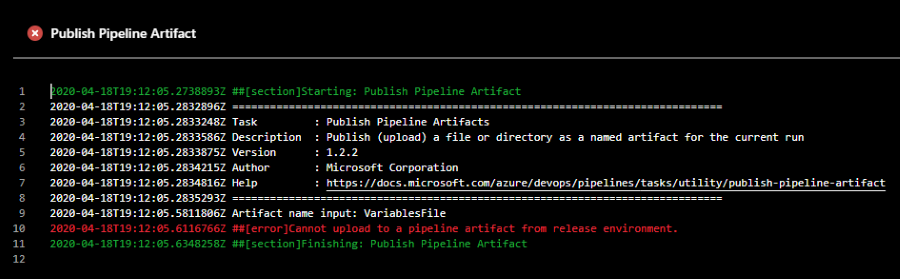 Publish Pipeline Artifact
1 2020-04-18T19:12:05.2738893Z ##[section]Starting: Publish Pipeline Artifact
2 2020-04-18T19:12:05.2832896Z ==============================================================================
3 2020-04-18T19:12:05.2833248Z Task         : Publish Pipeline Artifacts
4 2020-04-18T19:12:05.2833586Z Description  : Publish (upload) a file or directory as a named artifact for the current run
5 2020-04-18T19:12:05.2833875Z Version      : 1.2.2
6 2020-04-18T19:12:05.2834215Z Author       : Microsoft Corporation
7 2020-04-18T19:12:05.2834816Z Help         : https://docs.microsoft.com/azure/devops/pipelines/tasks/utility/publish-pipeline-artifact
8 2020-04-18T19:12:05.2835293Z ==============================================================================
9 2020-04-18T19:12:05.5811806Z Artifact name input: VariablesFile
10 2020-04-18T19:12:05.6116766Z ##[error]Cannot upload to a pipeline artifact from release environment.
11 2020-04-18T19:12:05.6348258Z ##[section]Finishing: Publish Pipeline Artifact
12